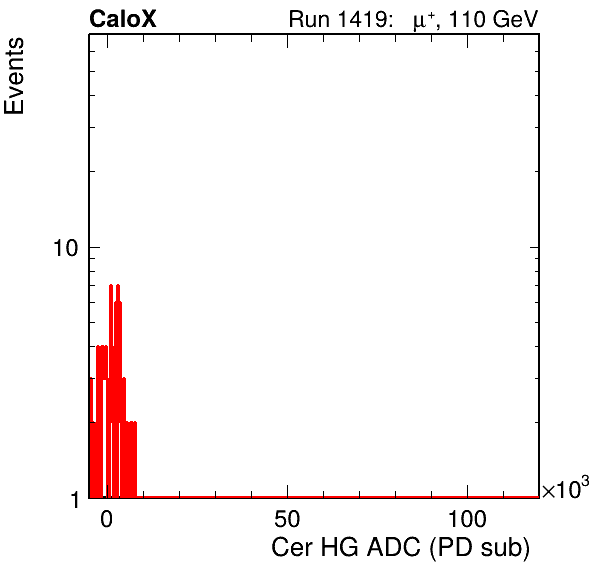 CaloX Run 1419: μ⁺, 110 GeV
Events
10
1
0 50 100 ×10³
Cer HG ADC (PD sub)